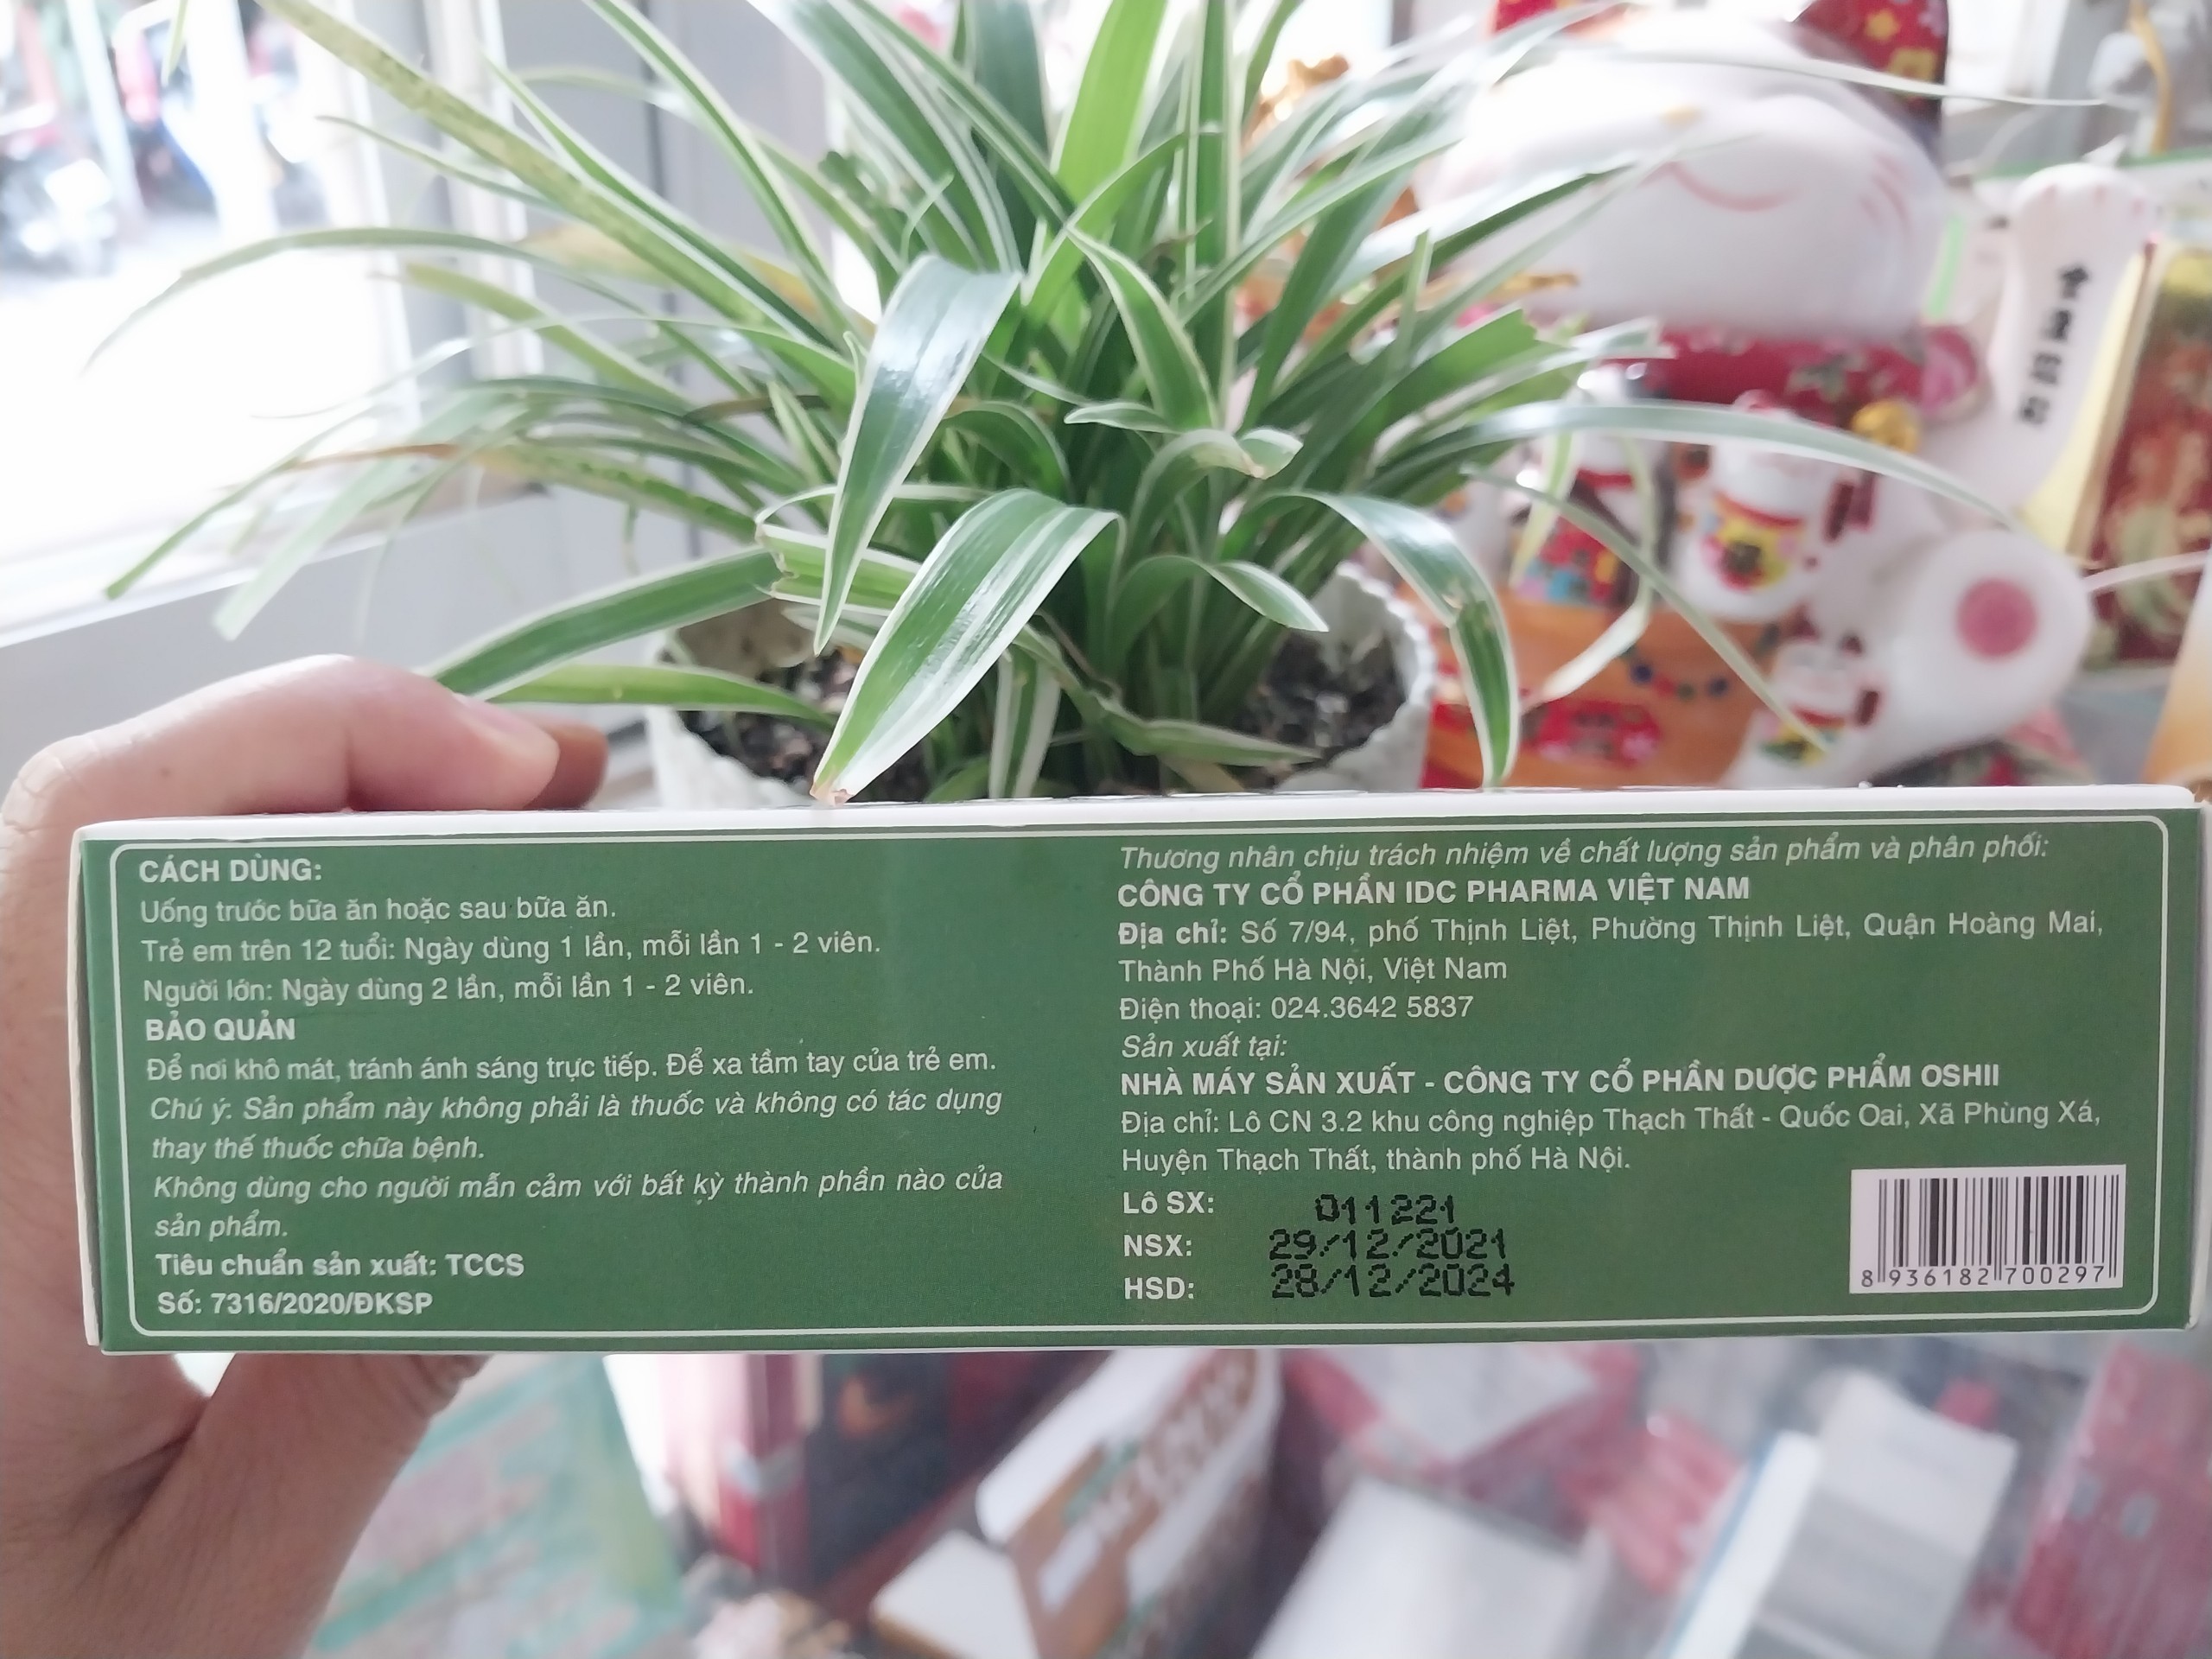 CÁCH DÙNG:
Uống trước bữa ăn hoặc sau bữa ăn.
Trẻ em trên 12 tuổi: Ngày dùng 1 lần, mỗi lần 1 - 2 viên.
Người lớn: Ngày dùng 2 lần, mỗi lần 1 - 2 viên.
BẢO QUẢN
Để nơi khô mát, tránh ánh sáng trực tiếp. Để xa tầm tay của trẻ em.
Chú ý: Sản phẩm này không phải là thuốc và không có tác dụng
thay thế thuốc chữa bệnh.
Không dùng cho người mẫn cảm với bất kỳ thành phần nào của
sản phẩm.
Tiêu chuẩn sản xuất: TCCS
Số: 7316/2020/ĐKSP
Thương nhân chịu trách nhiệm về chất lượng sản phẩm và phân phối:
CÔNG TY CỔ PHẦN IDC PHARMA VIỆT NAM
Địa chỉ: Số 7/94, phố Thịnh Liệt, Phường Thịnh Liệt, Quận Hoàng Mai,
Thành Phố Hà Nội, Việt Nam
Điện thoại: 024.3642 5837
Sản xuất tại:
NHÀ MÁY SẢN XUẤT - CÔNG TY CỔ PHẦN DƯỢC PHẨM OSHII
Địa chỉ: Lô CN 3.2 khu công nghiệp Thạch Thất - Quốc Oai, Xã Phùng Xá,
Huyện Thạch Thất, thành phố Hà Nội.
Lô SX: 011221
NSX: 29/12/2021
HSD: 28/12/2024
8 936182 700297